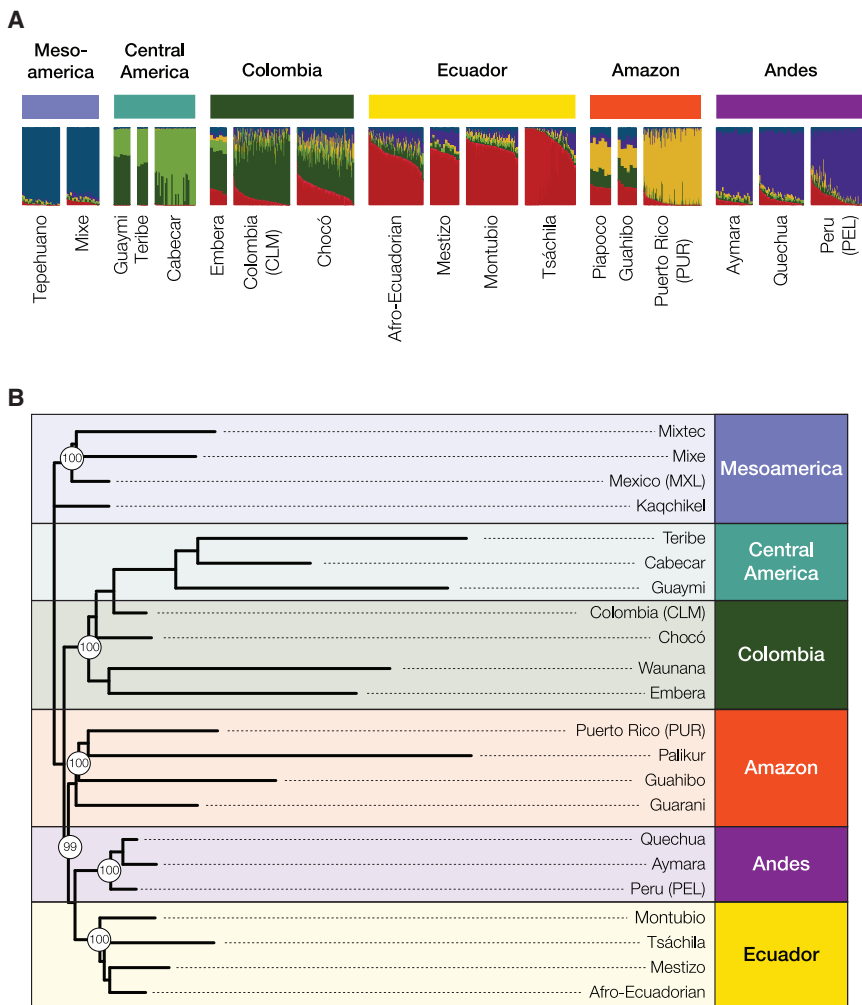 A
Meso-
america
Central
America
Colombia
Ecuador
Amazon
Andes
Tepehuano
Mixe
Guaymi
Teribe
Cabecar
Embera
Colombia
(CLM)
Chocó
Afro-Ecuadorian
Mestizo
Montubio
Tsáchila
Piapoco
Guahibo
Puerto Rico
(PUR)
Aymara
Quechua
Peru
(PEL)
B
Mixtec
100
Mixe
Mesoamerica
Mexico (MXL)
Kaqchikel
Teribe
Central
America
Cabecar
Guaymi
Colombia (CLM)
Chocó
100
Colombia
Waunana
Embera
Puerto Rico (PUR)
Palikur
100
Amazon
Guahibo
Guarani
99
Quechua
Aymara
100
Andes
Peru (PEL)
Montubio
Tsáchila
100
Ecuador
Mestizo
Afro-Ecuadorian